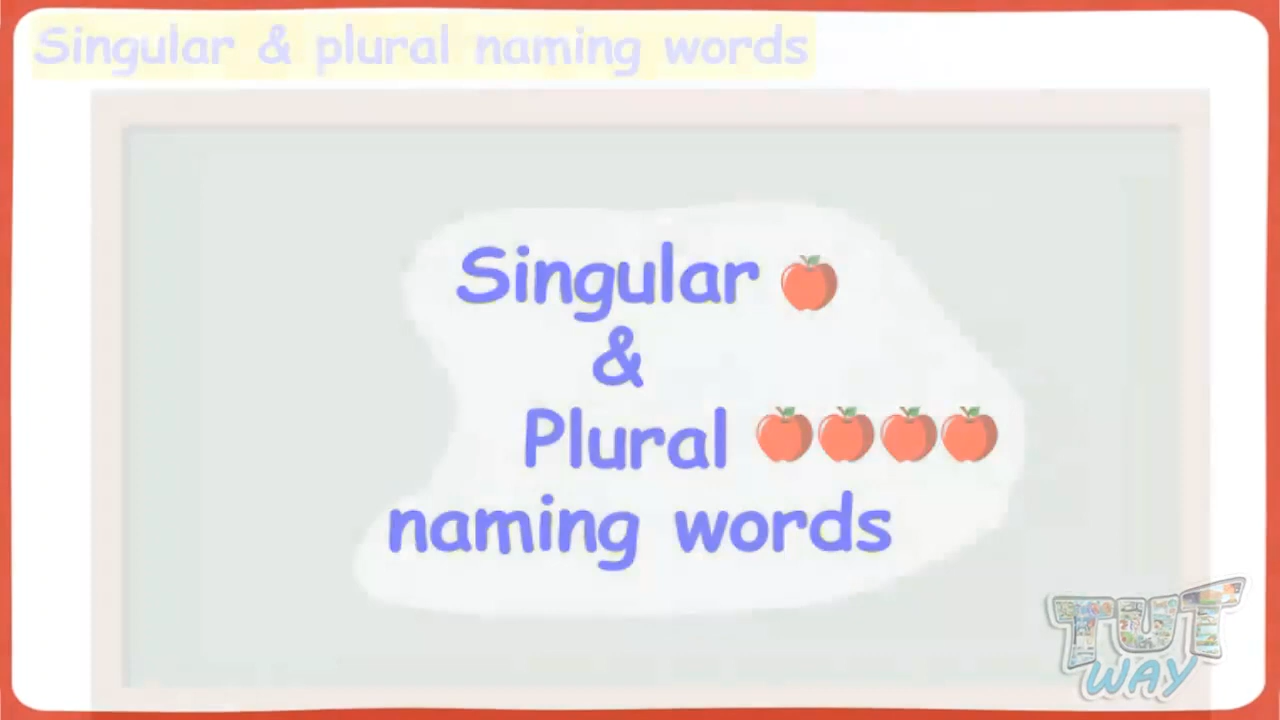 Singular & plural naming words
Singular
&
Plural
naming words
TUT
WAY